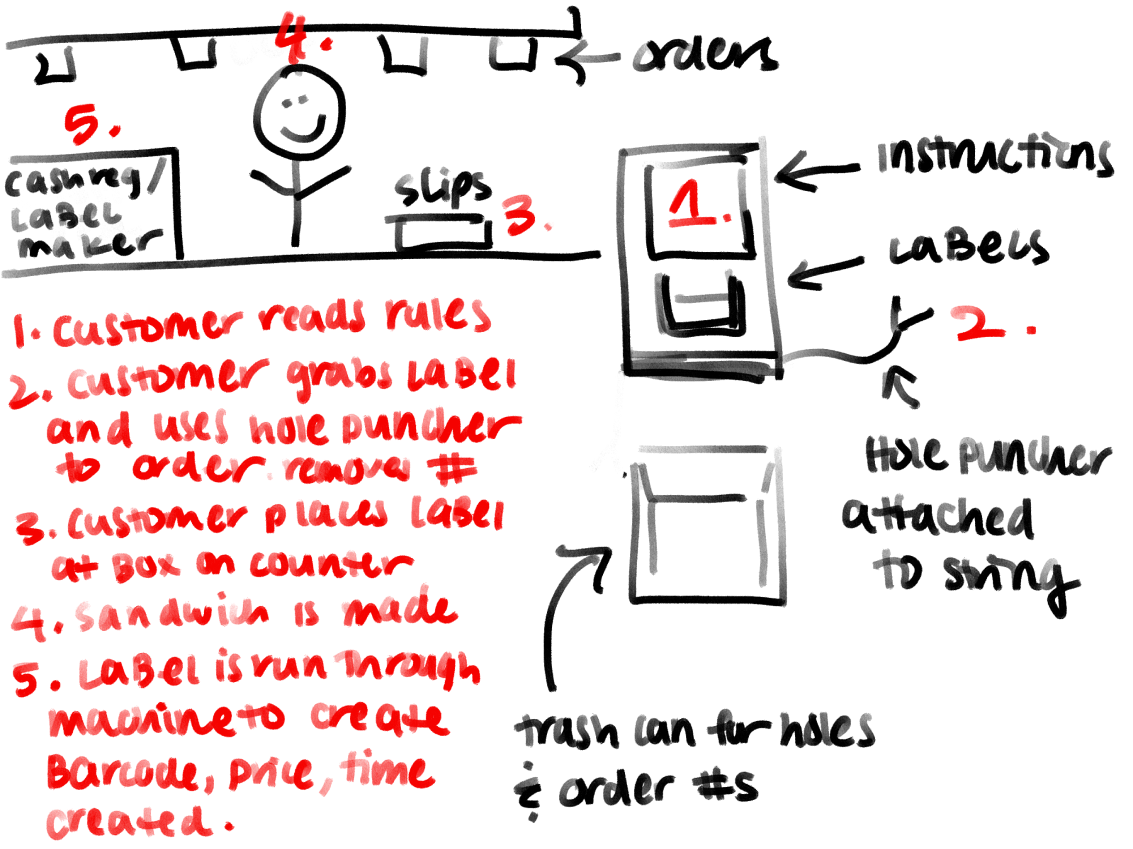 4.
orders
5.
cash reg/
Label
maker
slips
3.
1.
Instructions
Labels
2.
Hole puncher
attached
to string
1. Customer reads rules
2. Customer grabs Label
and uses hole puncher
to order. removes #
3. Customer places Label
at Box on counter
4. Sandwich is made
5. Label is run through
machine to create
Barcode, price, time
created.
trash can for holes
& order #s